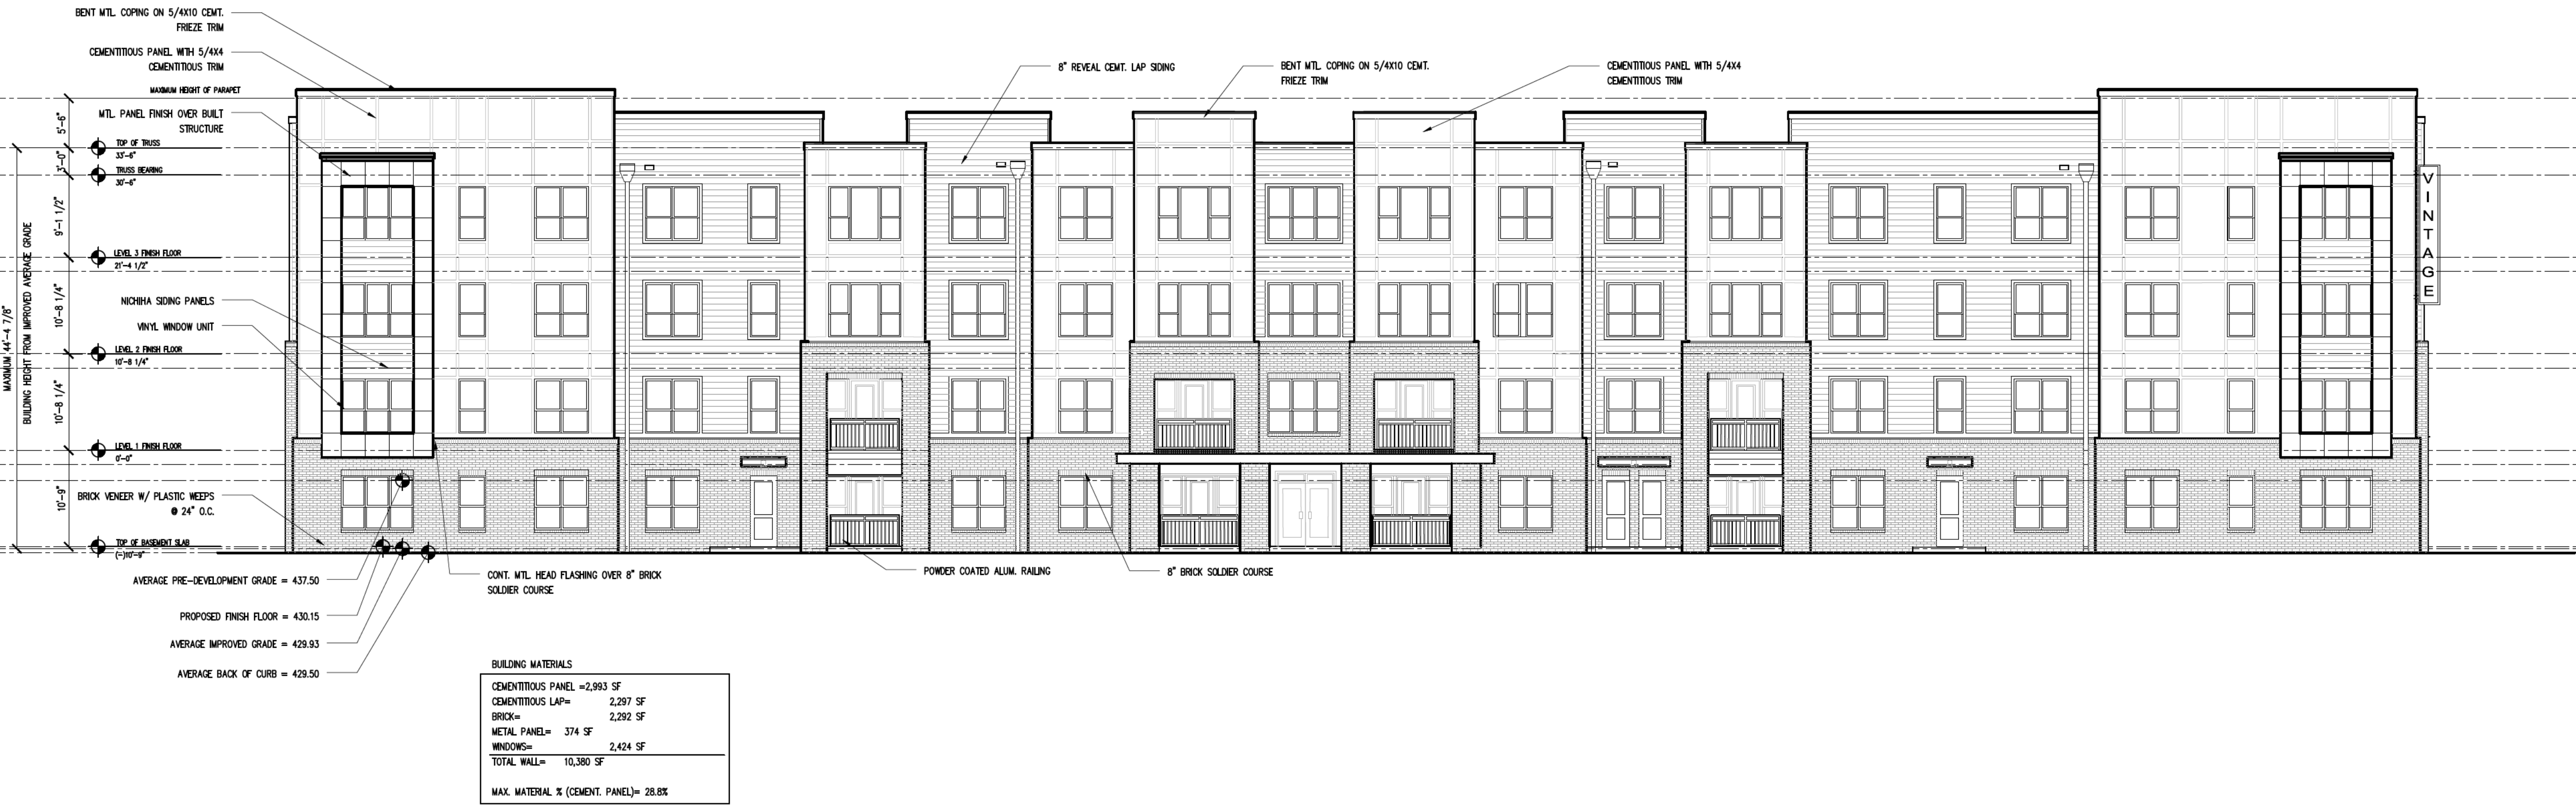 BENT MTL. COPING ON 5/4X10 CEMT.
FRIEZE TRIM
CEMENTITIOUS PANEL WITH 5/4X4
CEMENTITIOUS TRIM
MAXIMUM HEIGHT OF PARAPET
MTL. PANEL FINISH OVER BUILT
STRUCTURE
8" REVEAL CEMT. LAP SIDING
BENT MTL. COPING ON 5/4X10 CEMT.
FRIEZE TRIM
CEMENTITIOUS PANEL WITH 5/4X4
CEMENTITIOUS TRIM
5'-6"
TOP OF TRUSS
33'-6"
3'-0"
TRUSS BEARING
30'-6"
9'-1 1/2"
LEVEL 3 FINISH FLOOR
21'-4 1/2"
10'-8 1/4"
NICHIHA SIDING PANELS
VINYL WINDOW UNIT
LEVEL 2 FINISH FLOOR
10'-8 1/4"
10'-8 1/4"
LEVEL 1 FINISH FLOOR
0'-0"
10'-9"
BRICK VENEER W/ PLASTIC WEEPS
@ 24" O.C.
TOP OF BASEMENT SLAB
(-)10'-9"
MAXIMUM 44'-4 7/8"
BUILDING HEIGHT FROM IMPROVED AVERAGE GRADE
VINTAGE
AVERAGE PRE-DEVELOPMENT GRADE = 437.50
PROPOSED FINISH FLOOR = 430.15
AVERAGE IMPROVED GRADE = 429.93
AVERAGE BACK OF CURB = 429.50
CONT. MTL. HEAD FLASHING OVER 8" BRICK
SOLDIER COURSE
POWDER COATED ALUM. RAILING
8" BRICK SOLDIER COURSE
BUILDING MATERIALS
CEMENTITIOUS PANEL =2,993 SF
CEMENTITIOUS LAP= 2,297 SF
BRICK= 2,292 SF
METAL PANEL= 374 SF
WINDOWS= 2,424 SF
TOTAL WALL= 10,380 SF
MAX. MATERIAL % (CEMENT. PANEL)= 28.8%